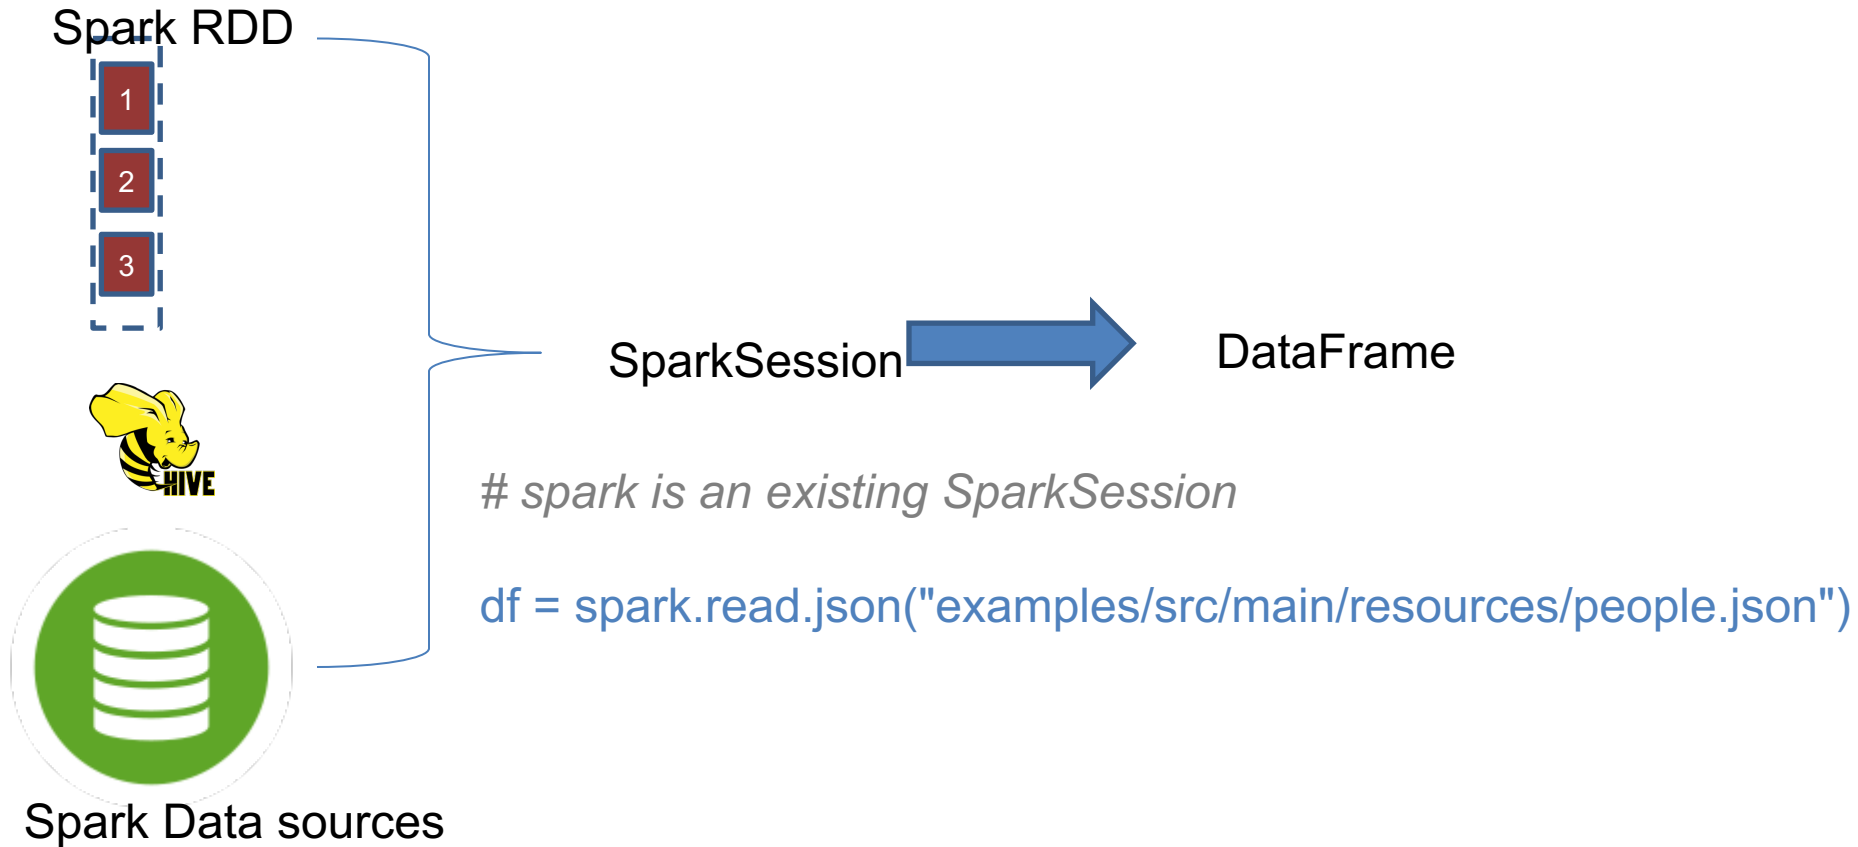 Spark RDD
1
2
3
HIVE
Spark Data sources
SparkSession
DataFrame
# spark is an existing SparkSession
df = spark.read.json("examples/src/main/resources/people.json")